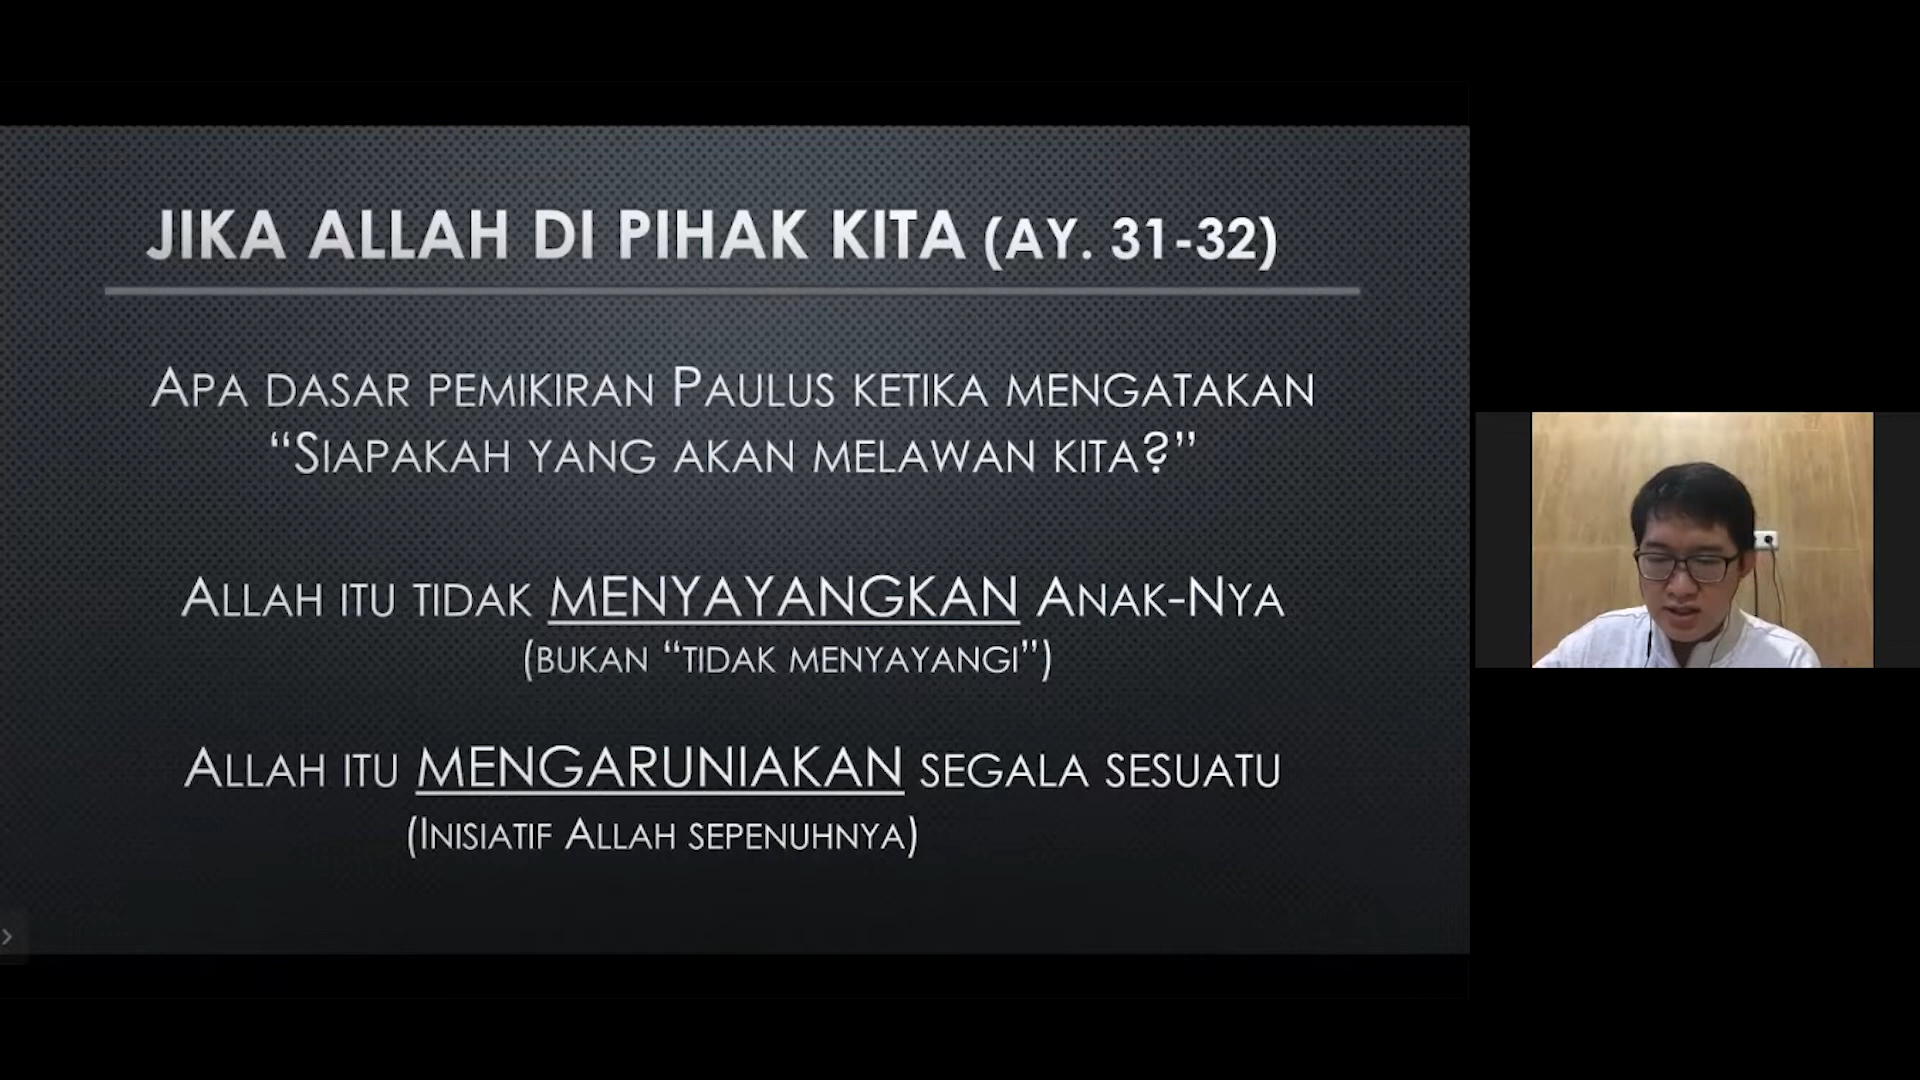 JIKA ALLAH DI PIHAK KITA (AY. 31-32)
APA DASAR PEMIKIRAN PAULUS KETIKA MENGATAKAN
“SIAPAKAH YANG AKAN MELAWAN KITA?”
ALLAH ITU TIDAK MENYAYANGKAN ANAK-NYA
(BUKAN “TIDAK MENYAYANGI”)
ALLAH ITU MENGARUNIAKAN SEGALA SESUATU
(INISIATIF ALLAH SEPENUHNYA)